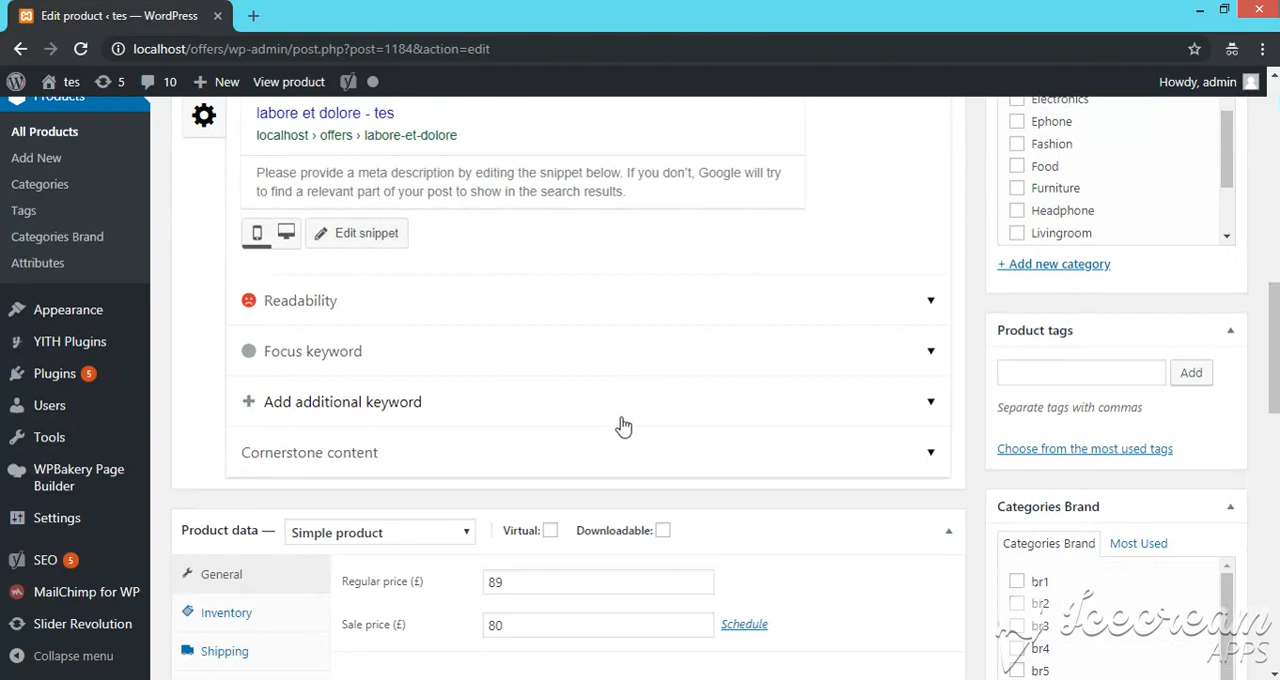 Edit product ‹ tes — WordPress
localhost/offers/wp-admin/post.php?post=1184&action=edit
tes 5 10 New View product Howdy, admin
Products
All Products
Add New
Categories
Tags
Categories Brand
Attributes
Appearance
YITH Plugins
Plugins 5
Users
Tools
WPBakery Page
Builder
Settings
SEO 5
MailChimp for WP
Slider Revolution
Collapse menu
labore et dolore - tes
localhost › offers › labore-et-dolore
Please provide a meta description by editing the snippet below. If you don’t, Google will try
to find a relevant part of your post to show in the search results.
Edit snippet
Readability
Focus keyword
Add additional keyword
Cornerstone content
Product data — Simple product Virtual: Downloadable:
General
Inventory
Shipping
Regular price (£) 89
Sale price (£) 80 Schedule
Electronics
Ephone
Fashion
Food
Furniture
Headphone
Livingroom
+ Add new category
Product tags
Add
Separate tags with commas
Choose from the most used tags
Categories Brand
Categories Brand Most Used
br1
br2
br3
br4
br5
Icecream
APPS